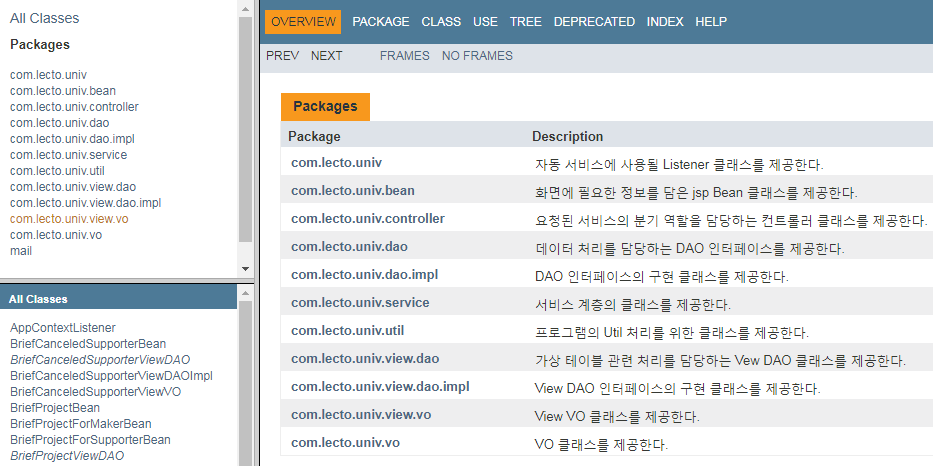 All Classes
Packages
com.lecto.univ
com.lecto.univ.bean
com.lecto.univ.controller
com.lecto.univ.dao
com.lecto.univ.dao.impl
com.lecto.univ.service
com.lecto.univ.util
com.lecto.univ.view.dao
com.lecto.univ.view.dao.impl
com.lecto.univ.view.vo
com.lecto.univ.vo
mail
All Classes
AppContextListener
BriefCanceledSupporterBean
BriefCanceledSupporterViewDAO
BriefCanceledSupporterViewDAOImpl
BriefCanceledSupporterViewVO
BriefProjectBean
BriefProjectForMakerBean
BriefProjectForSupporterBean
BriefProjectViewDAO
OVERVIEW PACKAGE CLASS USE TREE DEPRECATED INDEX HELP
PREV NEXT FRAMES NO FRAMES
Packages
Package Description
com.lecto.univ 자동 서비스에 사용될 Listener 클래스를 제공한다.
com.lecto.univ.bean 화면에 필요한 정보를 담은 jsp Bean 클래스를 제공한다.
com.lecto.univ.controller 요청된 서비스의 분기 역할을 담당하는 컨트롤러 클래스를 제공한다.
com.lecto.univ.dao 데이터 처리를 담당하는 DAO 인터페이스를 제공한다.
com.lecto.univ.dao.impl DAO 인터페이스의 구현 클래스를 제공한다.
com.lecto.univ.service 서비스 계층의 클래스를 제공한다.
com.lecto.univ.util 프로그램의 Util 처리를 위한 클래스를 제공한다.
com.lecto.univ.view.dao 가상 테이블 관련 처리를 담당하는 Vew DAO 클래스를 제공한다.
com.lecto.univ.view.dao.impl View DAO 인터페이스의 구현 클래스를 제공한다.
com.lecto.univ.view.vo View VO 클래스를 제공한다.
com.lecto.univ.vo VO 클래스를 제공한다.